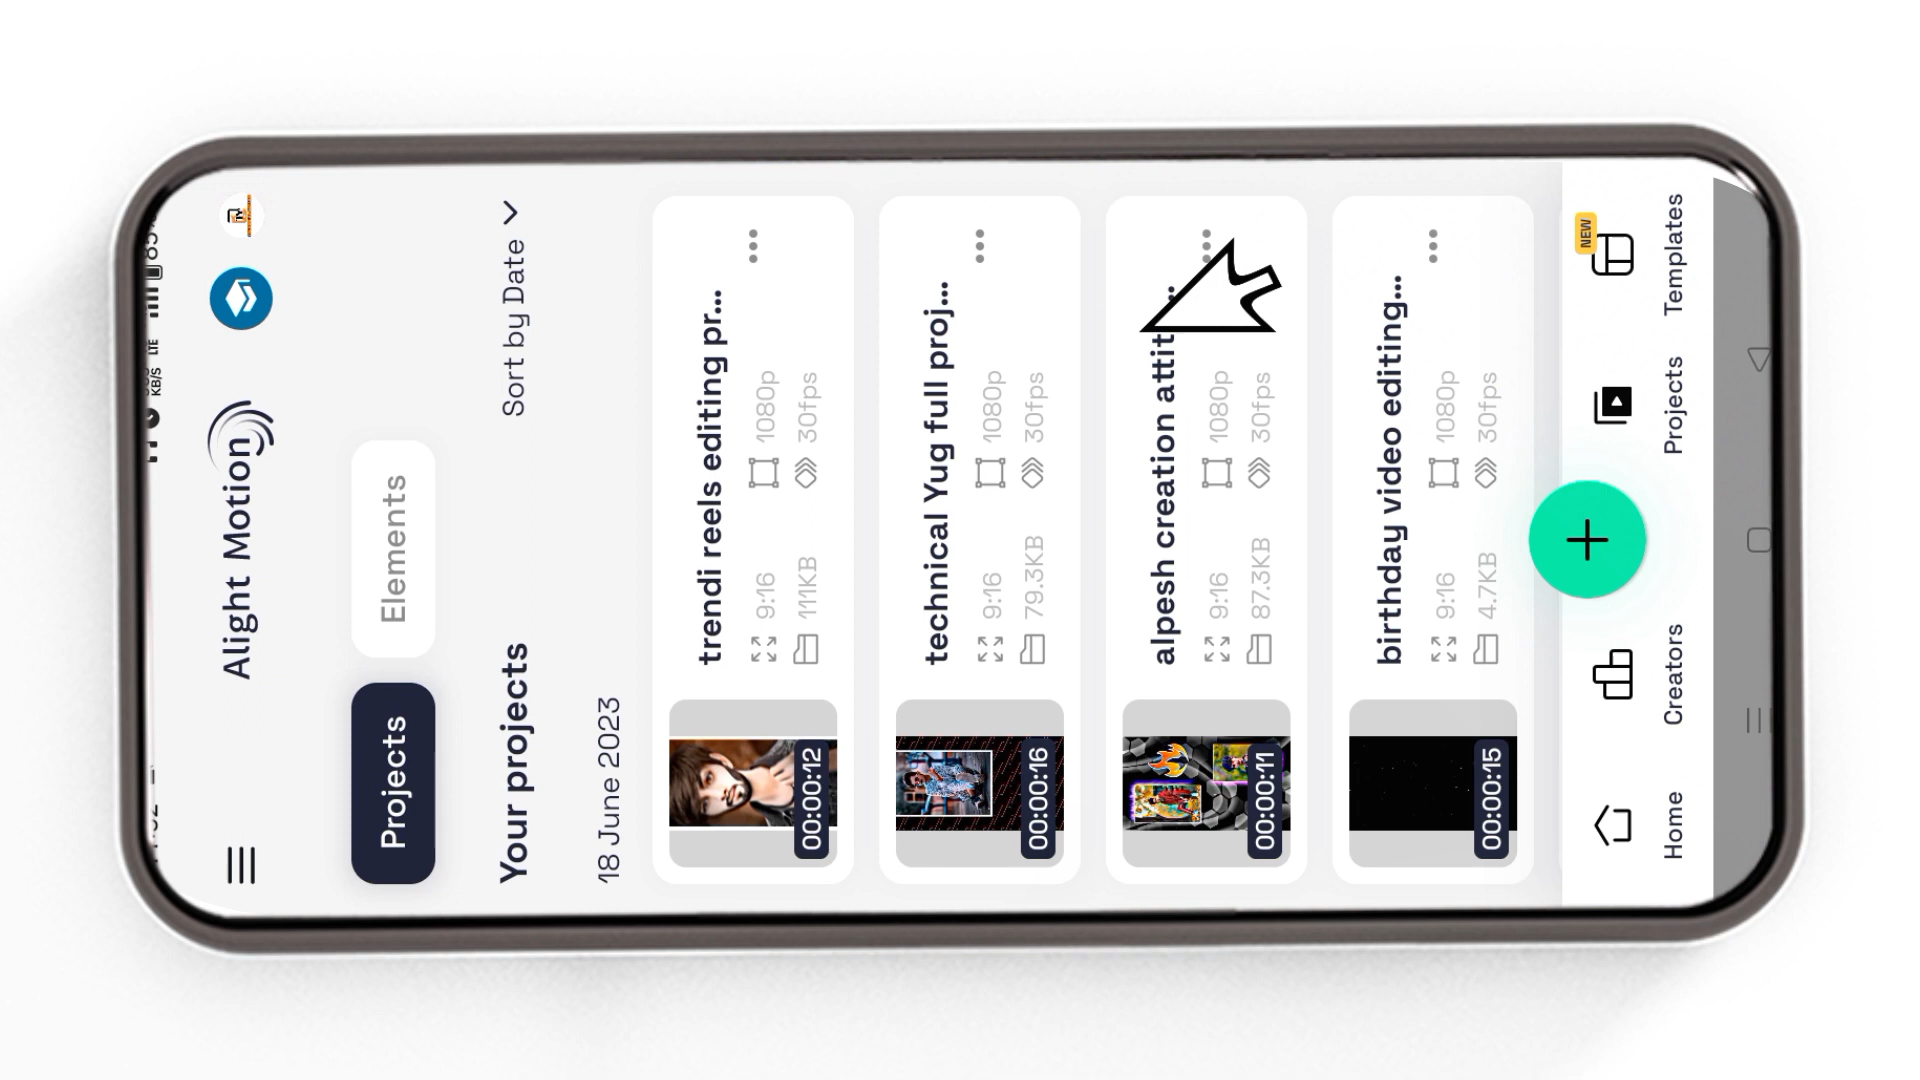 KB/S LTE
Alight Motion
Projects
Elements
Your projects
Sort by Date
18 June 2023
trendi reels editing pr...
9:16
1080p
111KB
30fps
00:00:12
technical Yug full proj...
9:16
1080p
79.3KB
30fps
00:00:16
alpesh creation attit
9:16
1080p
87.3KB
30fps
00:00:11
birthday video editing...
9:16
1080p
4.7KB
30fps
00:00:15
NEW
Home
Creators
Projects
Templates